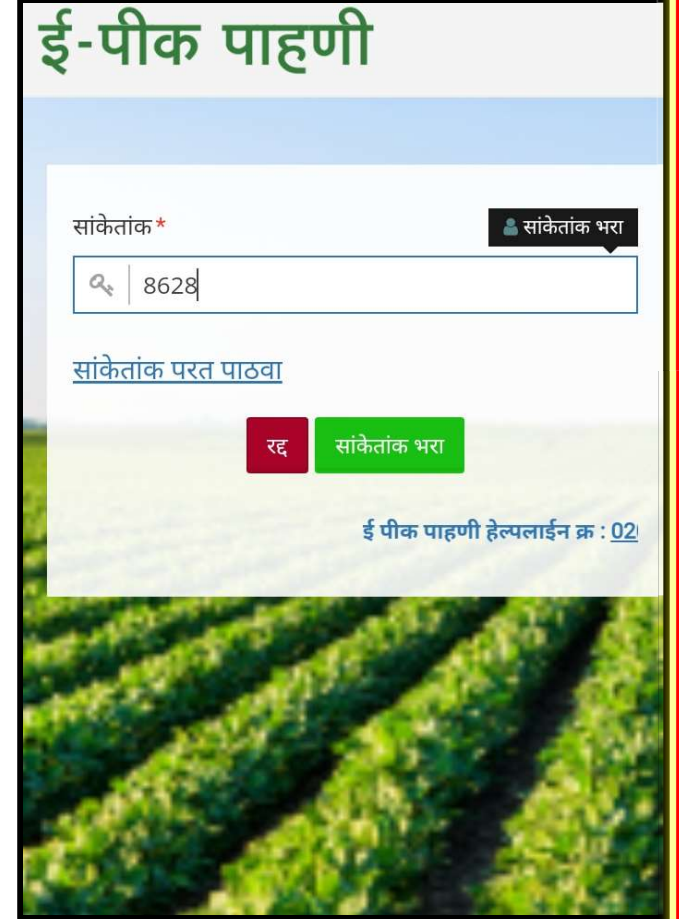 ई-पीक पाहणी
सांकेतांक*
सांकेतांक भरा
8628
सांकेतांक परत पाठवा
रद्द
सांकेतांक भरा
ई पीक पाहणी हेल्पलाईन क्र : 02